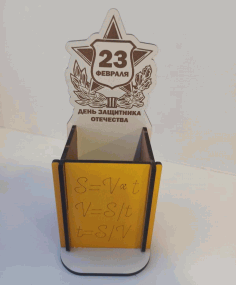 23
ФЕВРАЛЯ
ДЕНЬ ЗАЩИТНИКА
ОТЕЧЕСТВА
S=V*t
V=S/t
t=S/V